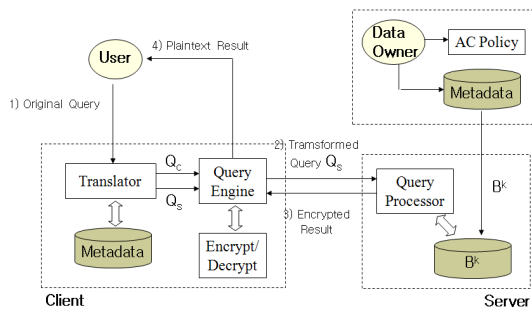 4) Plaintext Result
User
Data
Owner
AC Policy
Metadata
1) Original Query
2) Tramsformed
Query Qs
Translator
Qc
Qs
Query
Engine
Query
Processor
Bk
3) Encrypted
Result
Metadata
Encrypt/
Decrypt
Bk
Client
Server